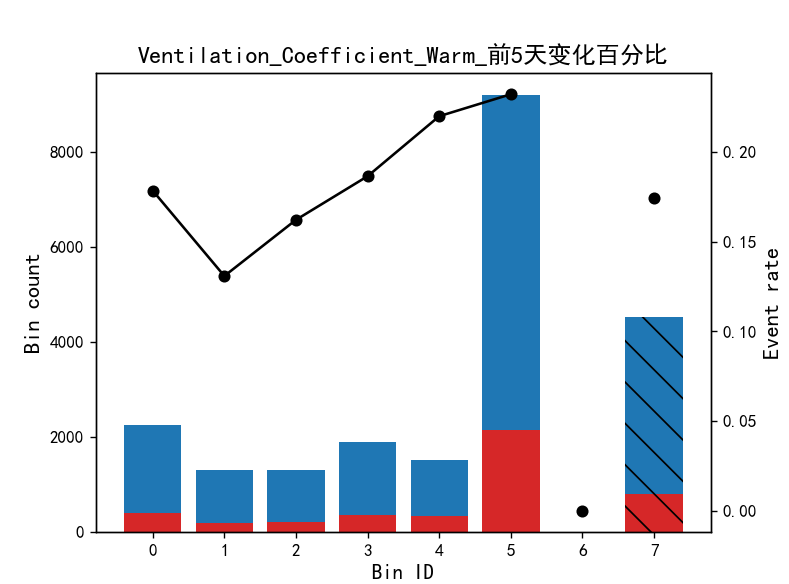 Ventilation_Coefficient_Warm_前5天变化百分比
8000
6000
4000
2000
0
Bin count
0.20
0.15
0.10
0.05
0.00
Event rate
0 1 2 3 4 5 6 7
Bin ID